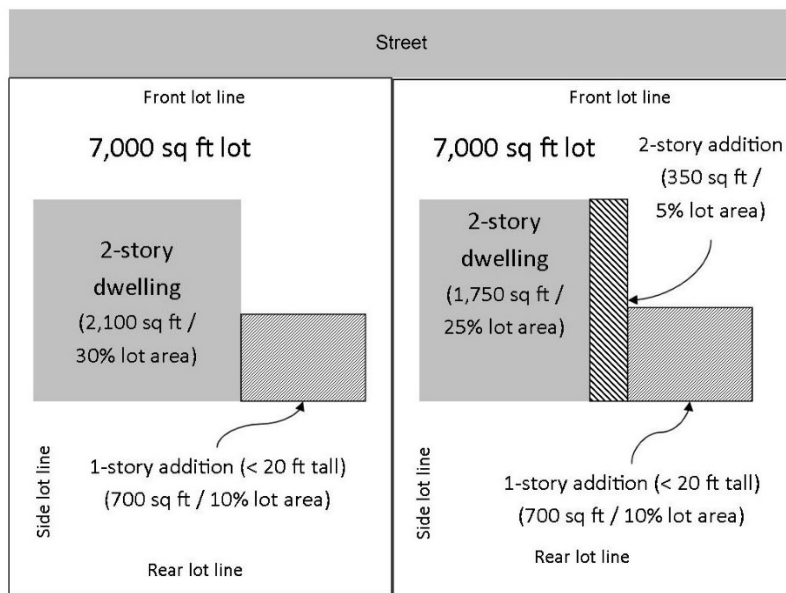 Street
Front lot line
7,000 sq ft lot
2-story
dwelling
(2,100 sq ft /
30% lot area)
1-story addition (< 20 ft tall)
(700 sq ft / 10% lot area)
Side lot line
Rear lot line
Front lot line
7,000 sq ft lot
2-story addition
(350 sq ft /
5% lot area)
2-story
dwelling
(1,750 sq ft /
25% lot area)
1-story addition (< 20 ft tall)
(700 sq ft / 10% lot area)
Side lot line
Rear lot line